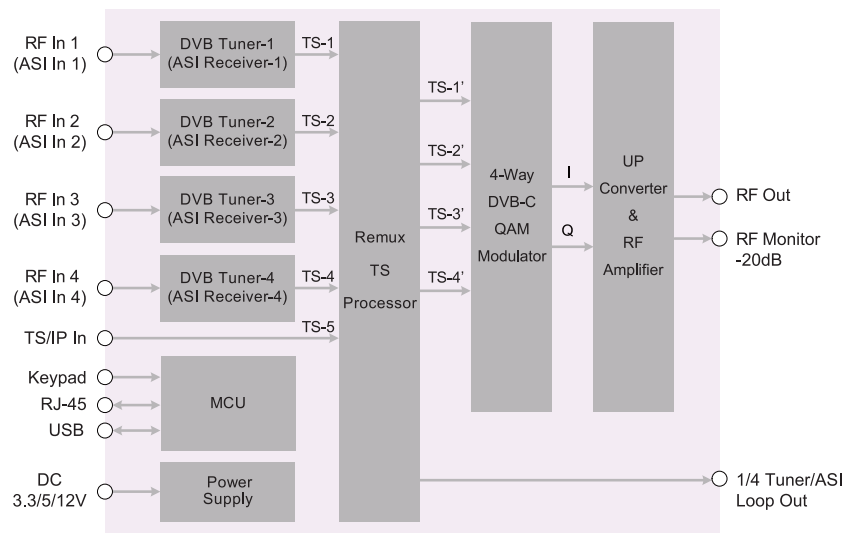 RF In 1
(ASI In 1)
DVB Tuner-1
(ASI Receiver-1)
TS-1
RF In 2
(ASI In 2)
DVB Tuner-2
(ASI Receiver-2)
TS-2
RF In 3
(ASI In 3)
DVB Tuner-3
(ASI Receiver-3)
TS-3
RF In 4
(ASI In 4)
DVB Tuner-4
(ASI Receiver-4)
TS-4
TS/IP In
TS-5
Keypad
RJ-45
USB
MCU
DC
3.3/5/12V
Power
Supply
Remux
TS
Processor
TS-1’
TS-2’
TS-3’
TS-4’
4-Way
DVB-C
QAM
Modulator
I
Q
UP
Converter
&
RF
Amplifier
RF Out
RF Monitor
-20dB
1/4 Tuner/ASI
Loop Out